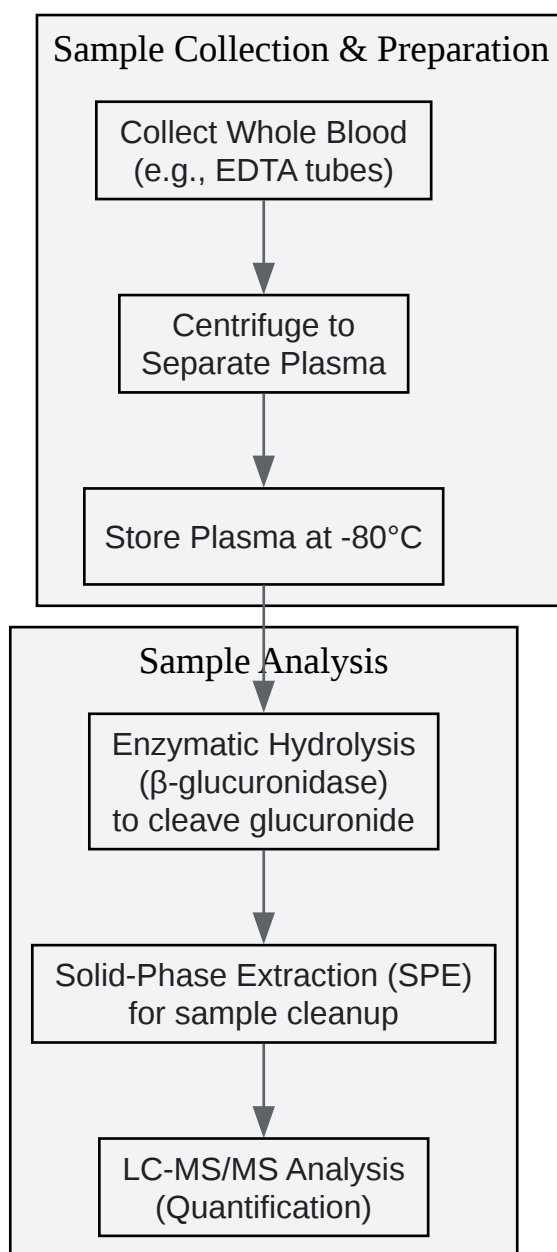 Sample Collection & Preparation
Collect Whole Blood
(e.g., EDTA tubes)
Centrifuge to
Separate Plasma
Store Plasma at -80°C
Sample Analysis
Enzymatic Hydrolysis
(β-glucuronidase)
to cleave glucuronide
Solid-Phase Extraction (SPE)
for sample cleanup
LC-MS/MS Analysis
(Quantification)